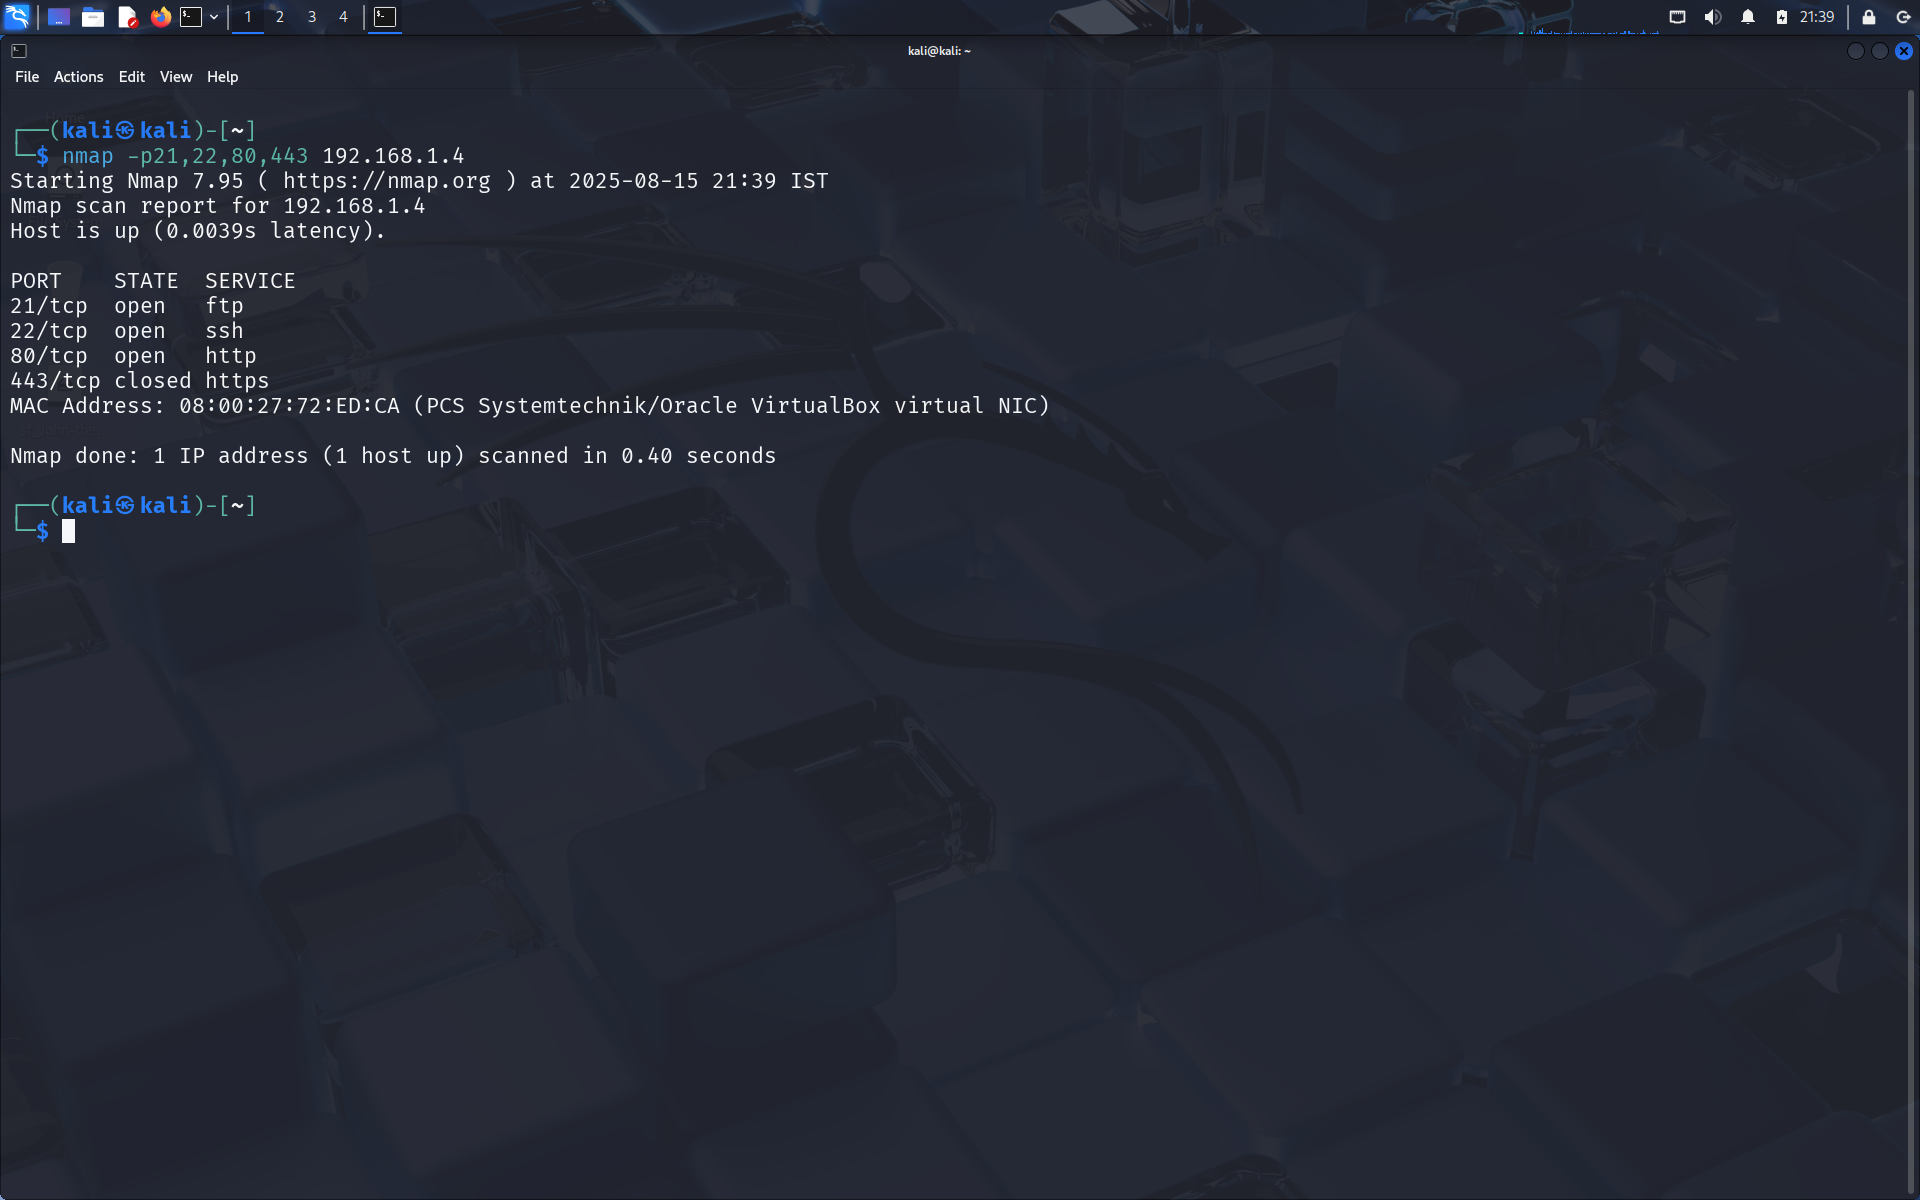 1 2 3 4 21:39
kali@kali: ~
File Actions Edit View Help
┌──(kali㉿kali)-[~]
└─$ nmap -p21,22,80,443 192.168.1.4
Starting Nmap 7.95 ( https://nmap.org ) at 2025-08-15 21:39 IST
Nmap scan report for 192.168.1.4
Host is up (0.0039s latency).
PORT    STATE  SERVICE
21/tcp  open   ftp
22/tcp  open   ssh
80/tcp  open   http
443/tcp closed https
MAC Address: 08:00:27:72:ED:CA (PCS Systemtechnik/Oracle VirtualBox virtual NIC)
Nmap done: 1 IP address (1 host up) scanned in 0.40 seconds
┌──(kali㉿kali)-[~]
└─$